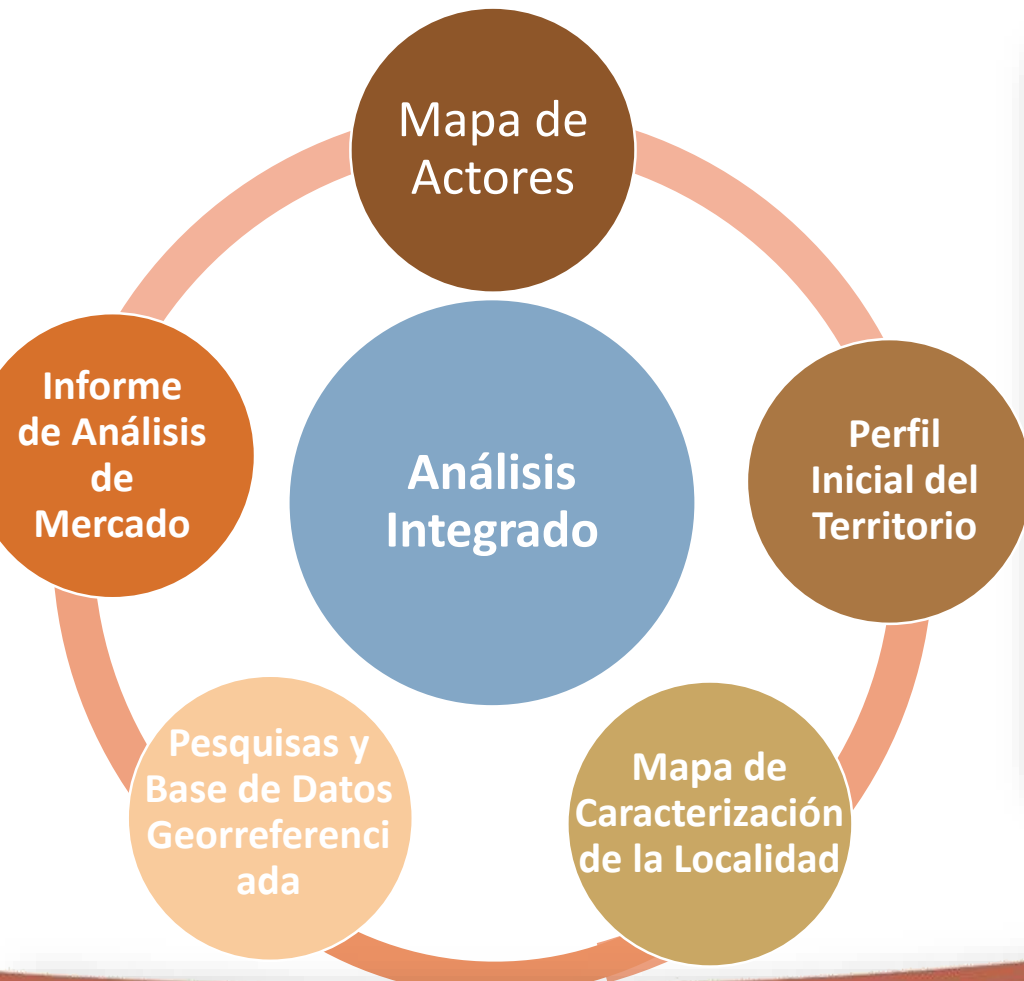 Mapa de
Actores
Informe
de Análisis
de
Mercado
Análisis
Integrado
Perfil
Inicial del
Territorio
Pesquisas y
Base de Datos
Georreferenci
ada
Mapa de
Caracterización
de la Localidad